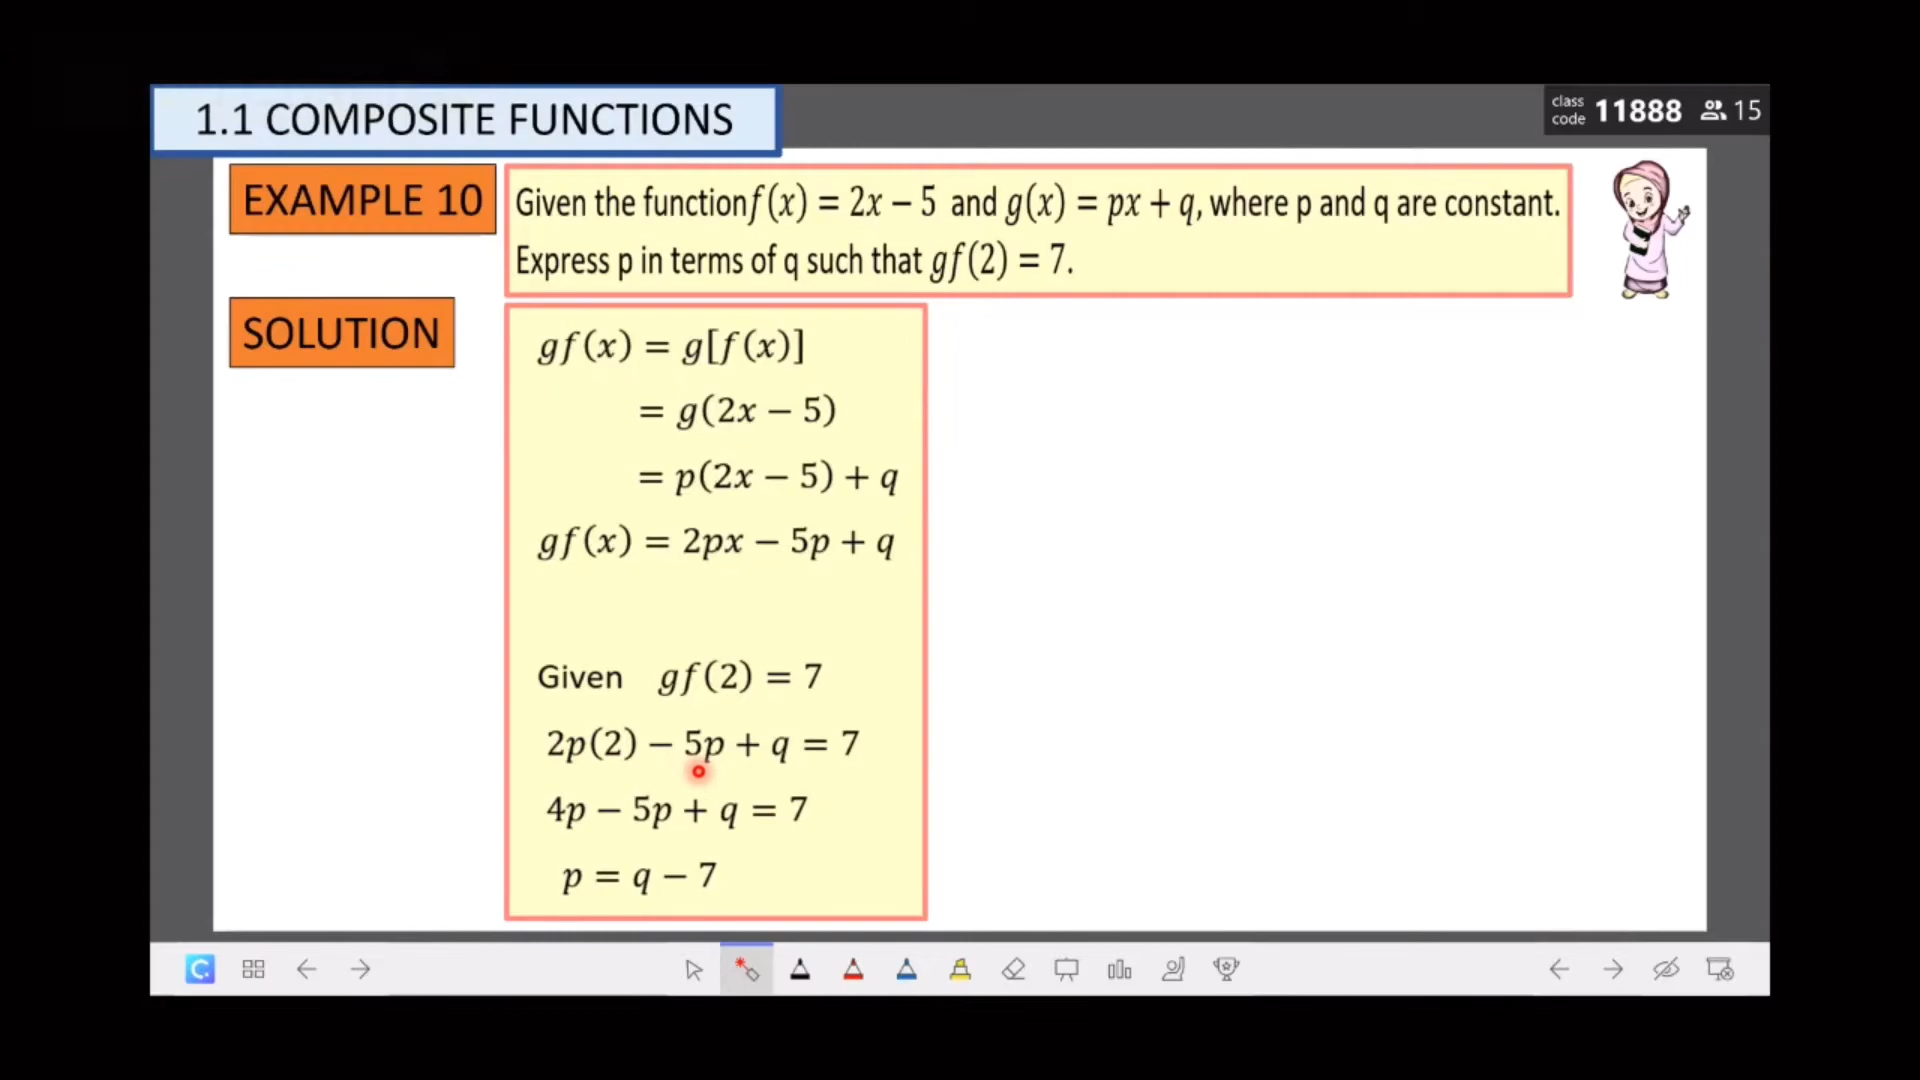 1.1 COMPOSITE FUNCTIONS
class code 11888 15
EXAMPLE 10
Given the function f(x) = 2x − 5 and g(x) = px + q, where p and q are constant.
Express p in terms of q such that gf(2) = 7.
SOLUTION
gf(x) = g[f(x)]
= g(2x − 5)
= p(2x − 5) + q
gf(x) = 2px − 5p + q
Given gf(2) = 7
2p(2) − 5p + q = 7
4p − 5p + q = 7
p = q − 7